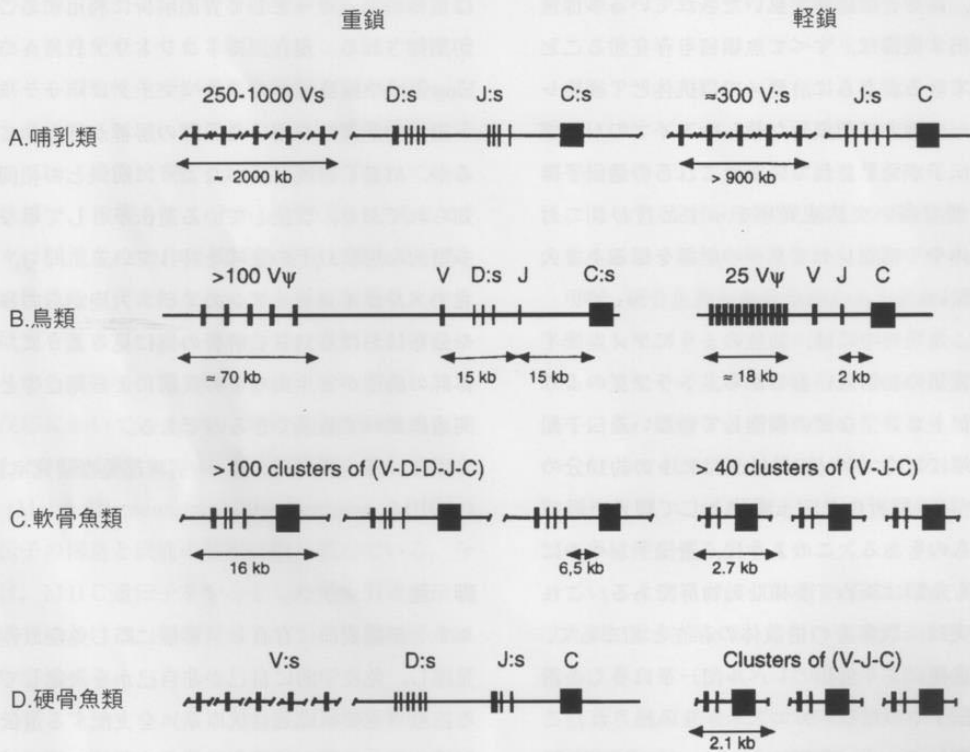 重鎖 軽鎖
250-1000 Vs D:s J:s C:s ≈300 V:s J:s C
A.哺乳類
~ 2000 kb > 900 kb
>100 Vψ V D:s J C:s 25 Vψ V J C
B.鳥類
≈70 kb 15 kb 15 kb ≈18 kb 2 kb
>100 clusters of (V-D-D-J-C) > 40 clusters of (V-J-C)
C.軟骨魚類
16 kb 6,5 kb 2.7 kb
V:s D:s J:s C Clusters of (V-J-C)
D.硬骨魚類
2.1 kb